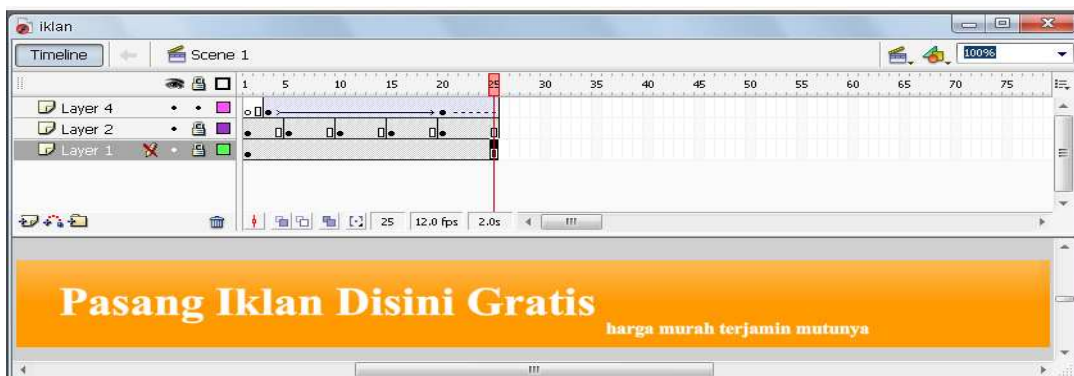 iklan
Timeline Scene 1 100%
1 5 10 15 20 25 30 35 40 45 50 55 60 65 70 75
Layer 4
Layer 2
Layer 1
25 12.0 fps 2.0s
Pasang Iklan Disini Gratis
harga murah terjamin mutunya